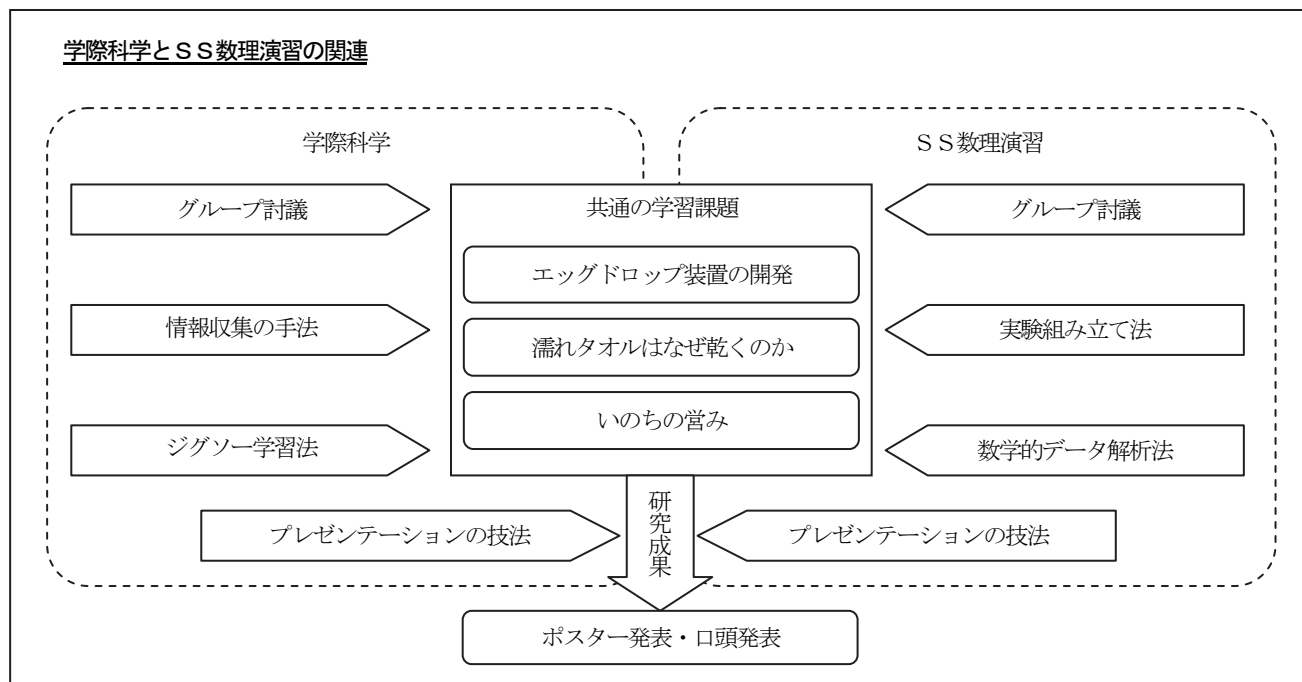 学際科学とＳＳ数理演習の関連
学際科学
ＳＳ数理演習
グループ討議
共通の学習課題
グループ討議
エッグドロップ装置の開発
情報収集の手法
濡れタオルはなぜ乾くのか
実験組み立て法
いのちの営み
ジグソー学習法
数学的データ解析法
研究成果
プレゼンテーションの技法
プレゼンテーションの技法
ポスター発表・口頭発表